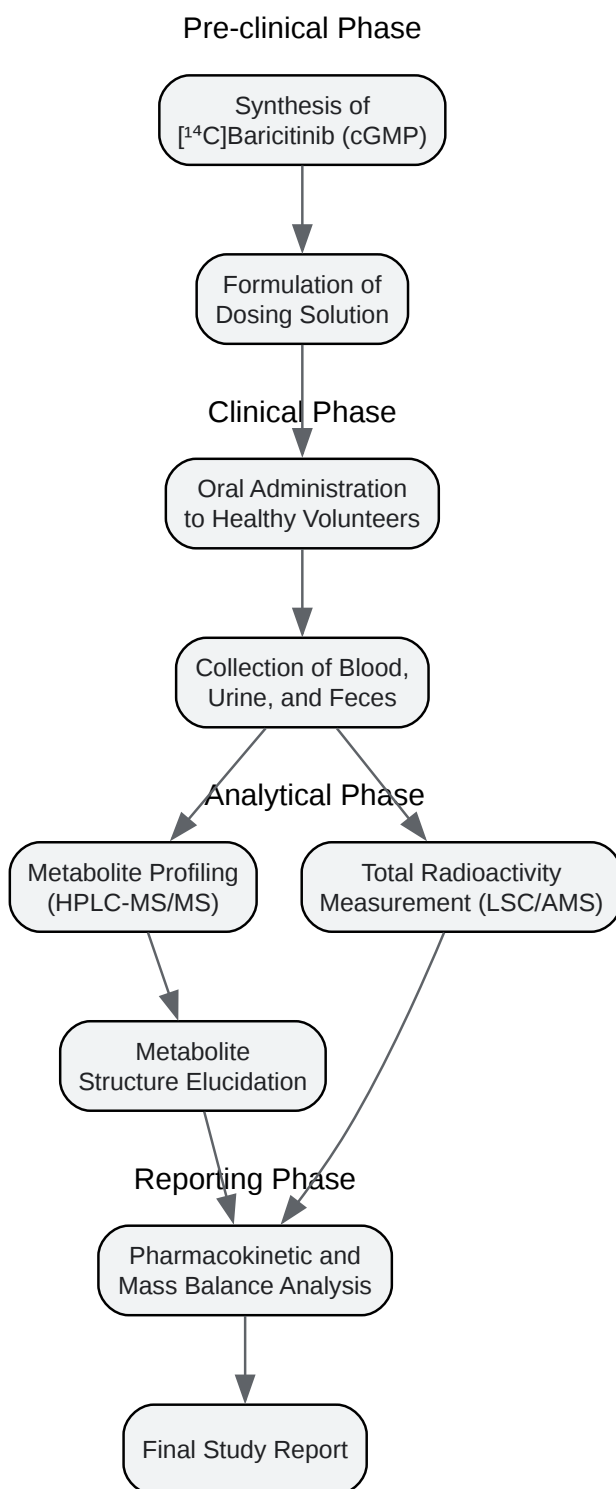 Pre-clinical Phase
Synthesis of
[¹⁴C]Baricitinib (cGMP)
Formulation of
Dosing Solution
Clinical Phase
Oral Administration
to Healthy Volunteers
Collection of Blood,
Urine, and Feces
Analytical Phase
Metabolite Profiling
(HPLC-MS/MS)
Total Radioactivity
Measurement (LSC/AMS)
Metabolite
Structure Elucidation
Reporting Phase
Pharmacokinetic and
Mass Balance Analysis
Final Study Report